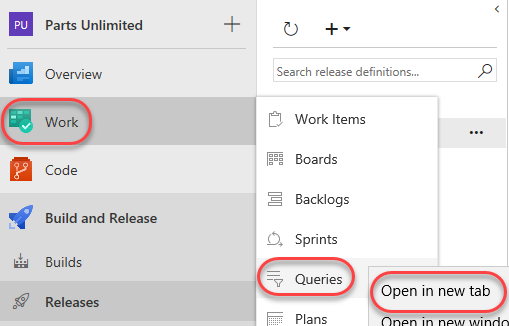 PU Parts Unlimited
Search release definitions...
Overview
Work
Work Items
Boards
Code
Backlogs
Build and Release
Sprints
Builds
Queries
Open in new tab
Releases
Plans
Open in new windo